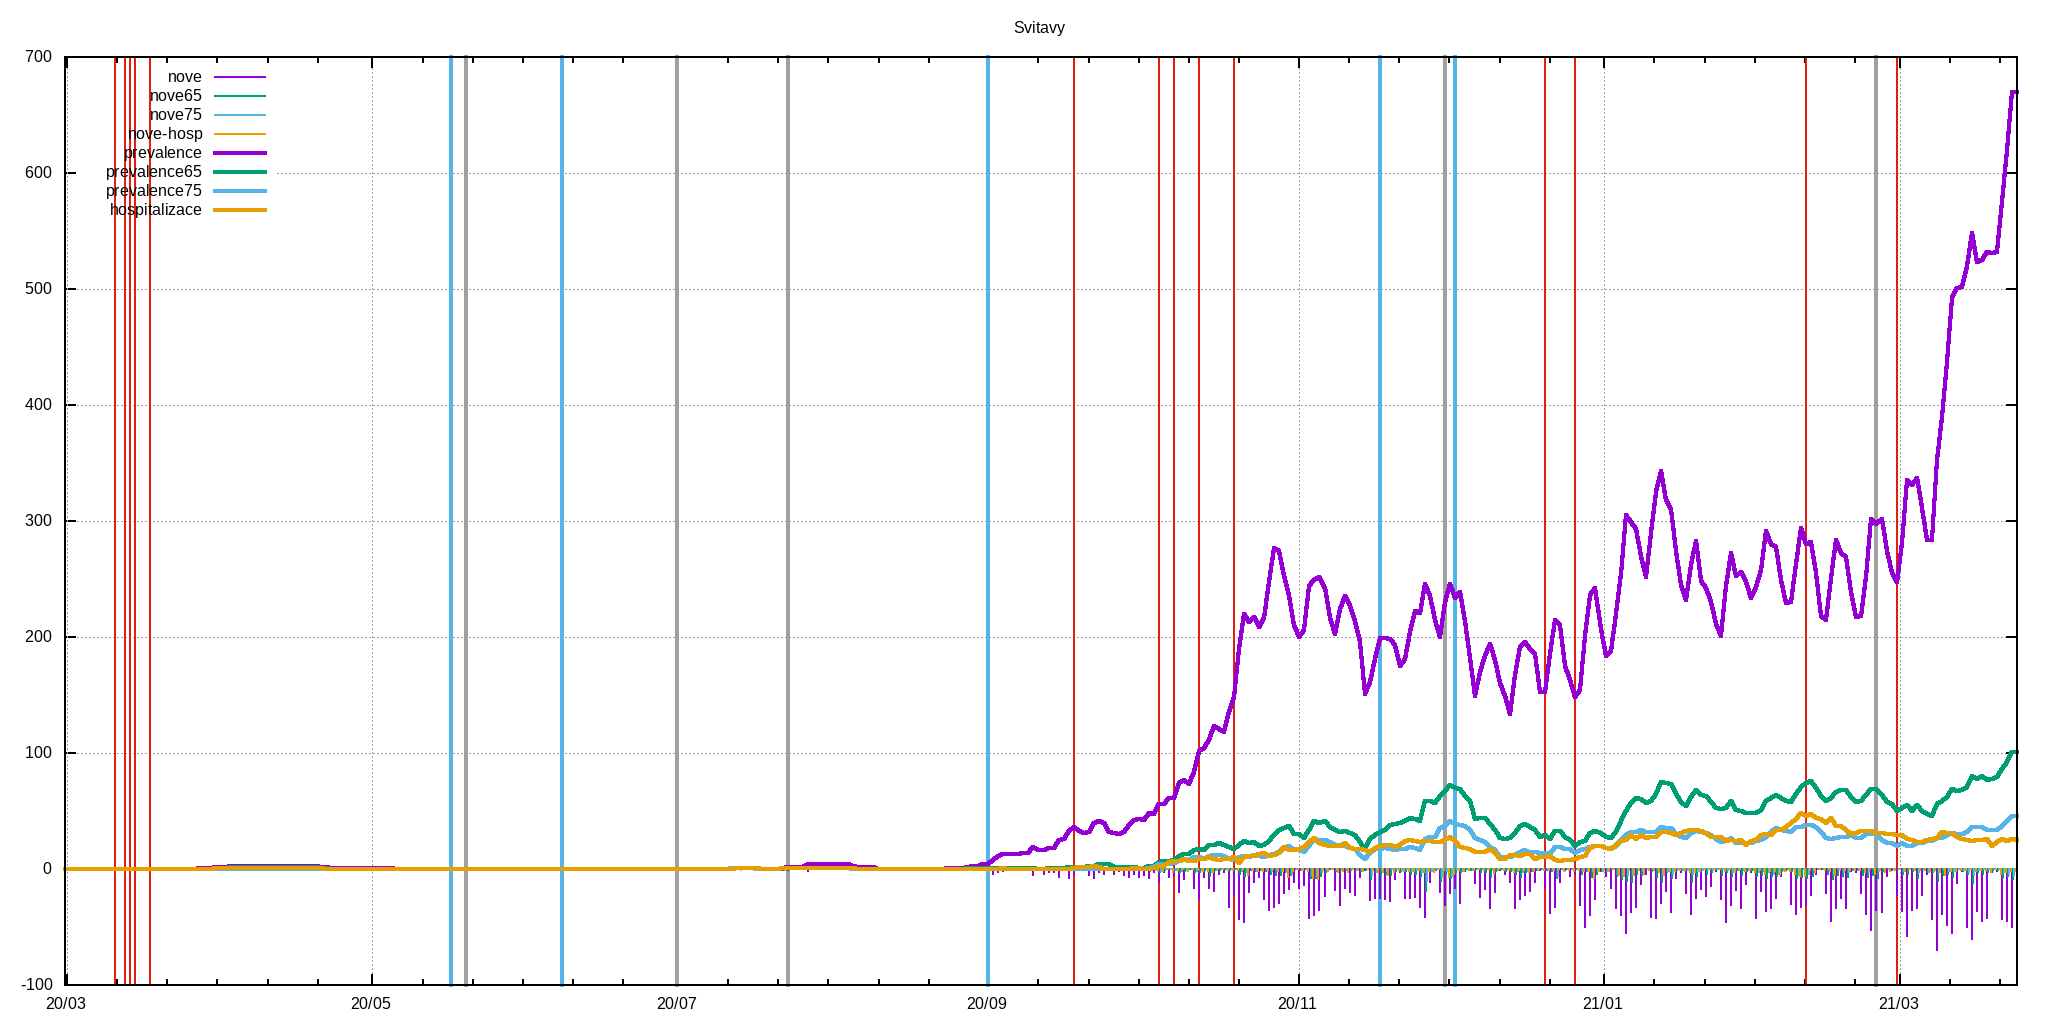 Svitavy
700
600
500
400
300
200
100
0
-100
nove
nove65
nove75
nove-hosp
prevalence
prevalence65
prevalence75
hospitalizace
20/03 20/05 20/07 20/09 20/11 21/01 21/03